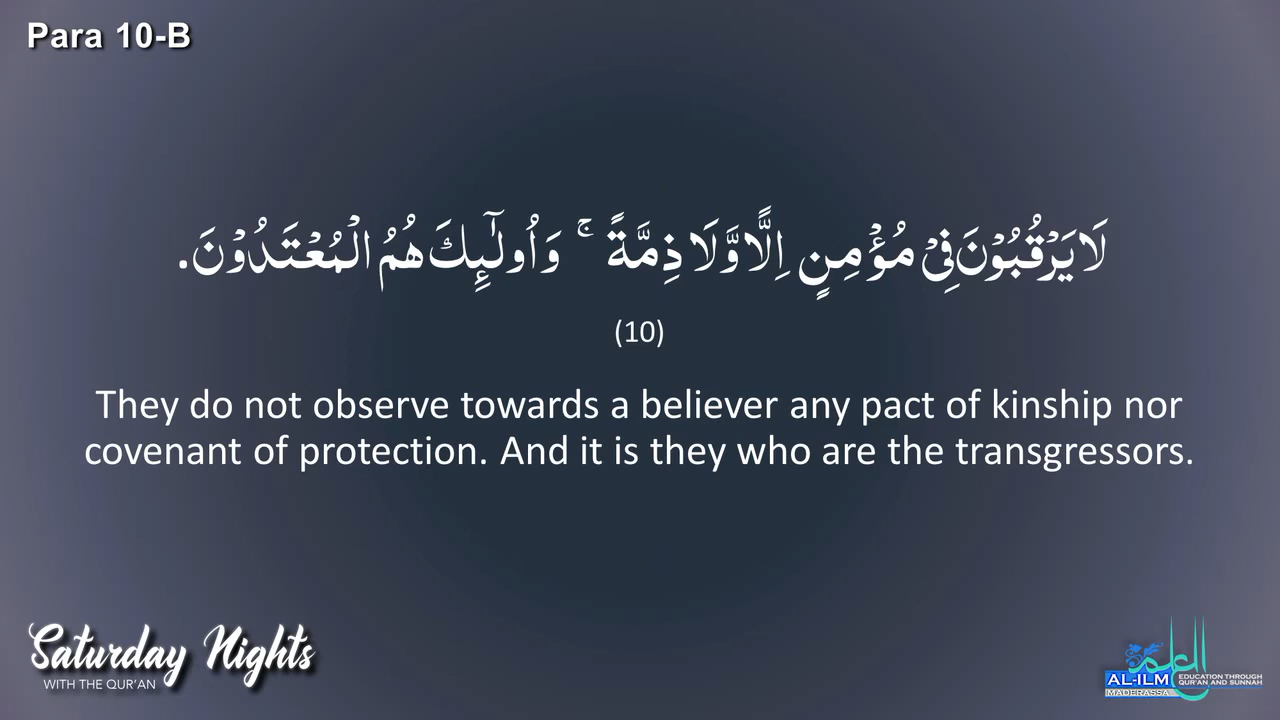 Para 10-B
لَا يَرْقُبُوْنَ فِىْ مُؤْمِنٍ اِلًّا وَّلَا ذِمَّةً ۚ وَاُولٰٓئِكَ هُمُ الْمُعْتَدُوْنَ.
(10)
They do not observe towards a believer any pact of kinship nor
covenant of protection. And it is they who are the transgressors.
Saturday Nights
WITH THE QUR'AN
العلم
AL-ILM
MADERASSA
EDUCATION THROUGH
QUR'AN AND SUNNAH